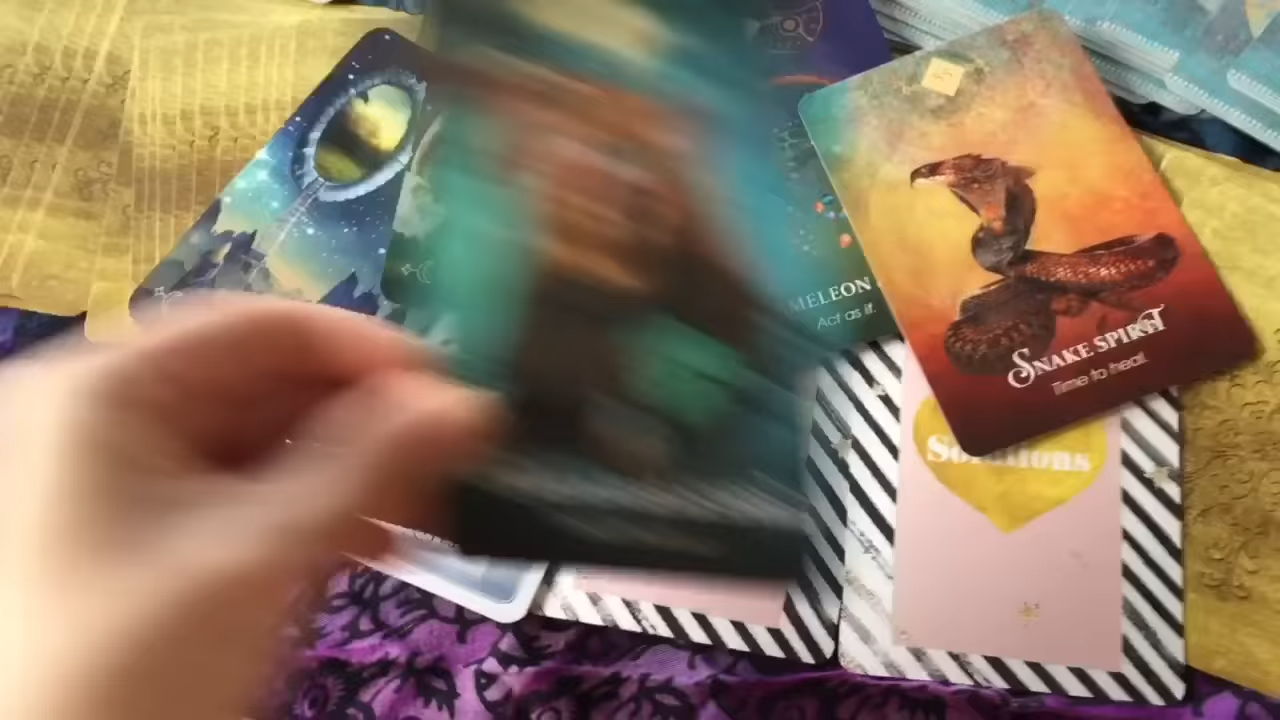 MELEON
Act as if.
SNAKE SPIRIT
Time to heal.
Solutions